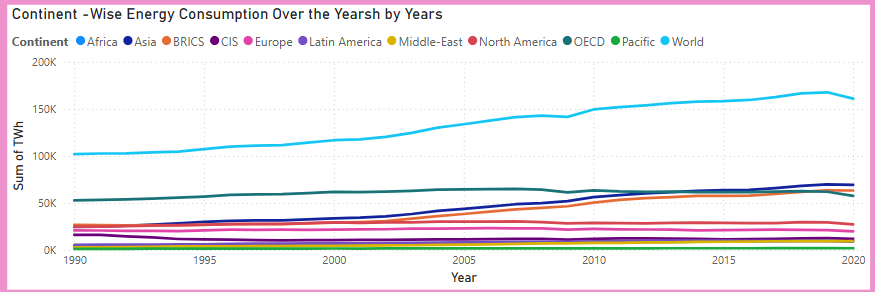 Continent -Wise Energy Consumption Over the Yearsh by Years
Continent Africa Asia BRICS CIS Europe Latin America Middle-East North America OECD Pacific World
200K
150K
100K
50K
0K
Sum of TWh
1990 1995 2000 2005 2010 2015 2020
Year